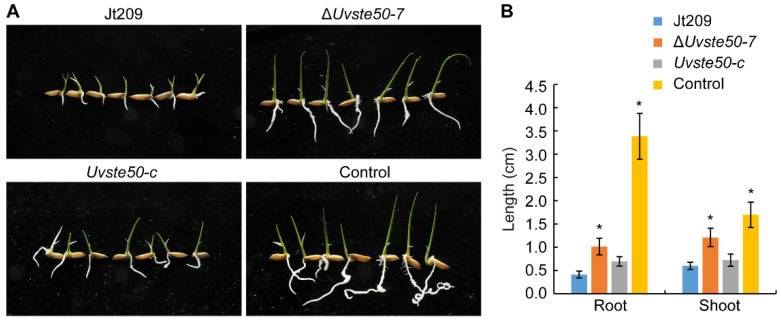 A
Jt209
ΔUvste50-7
Uvste50-c
Control
B
Jt209
ΔUvste50-7
Uvste50-c
Control
Length (cm)
4.5
4.0
3.5
3.0
2.5
2.0
1.5
1.0
0.5
0.0
*
*
*
*
Root
Shoot